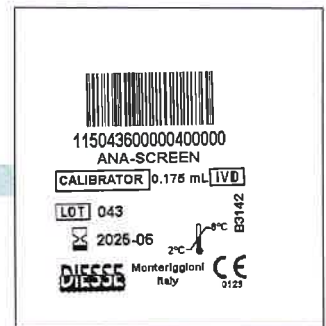 115043600000400000
ANA-SCREEN
CALIBRATOR 0.175 mL IVD
LOT 043
2025-06
2°C 8°C
B3142
DIESSE Monteriggioni
Italy
CE
0123